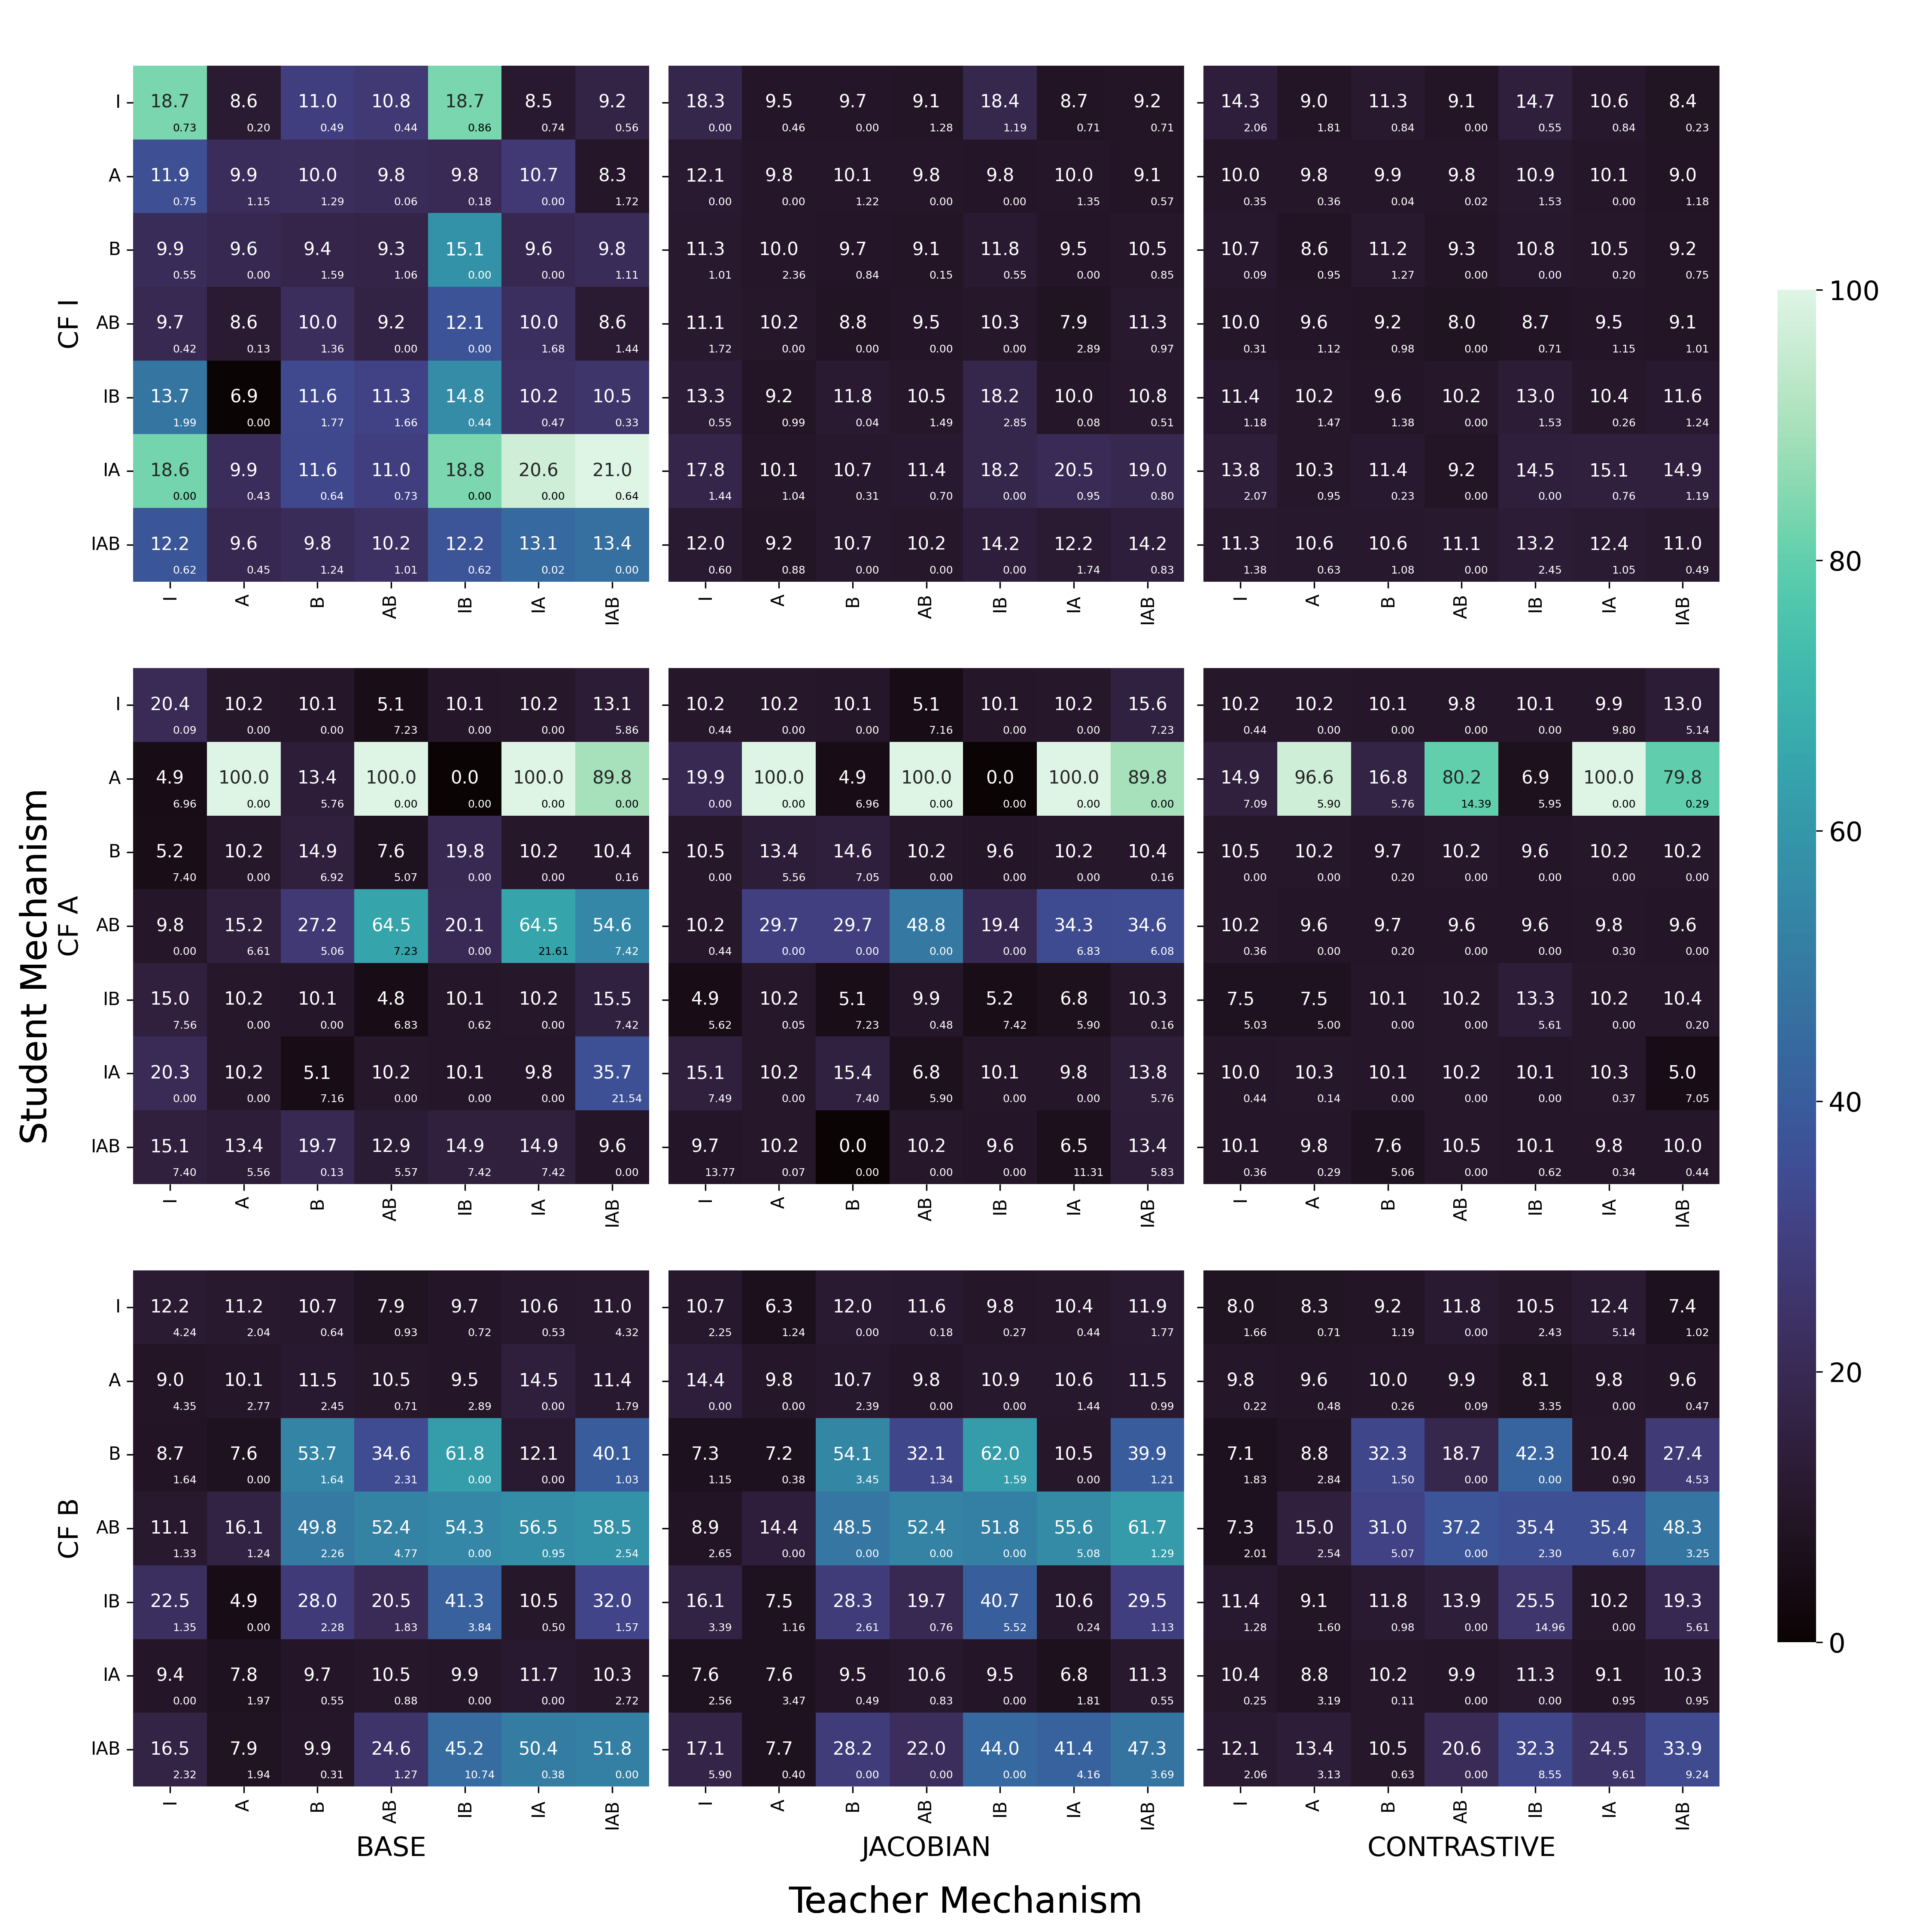 I 18.7 8.6 11.0 10.8 18.7 8.5 9.2 18.3 9.5 9.7 9.1 18.4 8.7 9.2 14.3 9.0 11.3 9.1 14.7 10.6 8.4
0.73 0.20 0.49 0.44 0.86 0.74 0.56 0.00 0.46 0.00 1.28 1.19 0.71 0.71 2.06 1.81 0.84 0.00 0.55 0.84 0.23
A 11.9 9.9 10.0 9.8 9.8 10.7 8.3 12.1 9.8 10.1 9.8 9.8 10.0 9.1 10.0 9.8 9.9 9.8 10.9 10.1 9.0
0.75 1.15 1.29 0.06 0.18 0.00 1.72 0.00 0.00 1.22 0.00 0.00 1.35 0.57 0.35 0.36 0.04 0.02 1.53 0.00 1.18
B 9.9 9.6 9.4 9.3 15.1 9.6 9.8 11.3 10.0 9.7 9.1 11.8 9.5 10.5 10.7 8.6 11.2 9.3 10.8 10.5 9.2
0.55 0.00 1.59 1.06 0.00 0.00 1.11 1.01 2.36 0.84 0.15 0.55 0.00 0.85 0.09 0.95 1.27 0.00 0.00 0.20 0.75
CF I
AB 9.7 8.6 10.0 9.2 12.1 10.0 8.6 11.1 10.2 8.8 9.5 10.3 7.9 11.3 10.0 9.6 9.2 8.0 8.7 9.5 9.1
0.42 0.13 1.36 0.00 0.00 1.68 1.44 1.72 0.00 0.00 0.00 0.00 2.89 0.97 0.31 1.12 0.98 0.00 0.71 1.15 1.01
IB 13.7 6.9 11.6 11.3 14.8 10.2 10.5 13.3 9.2 11.8 10.5 18.2 10.0 10.8 11.4 10.2 9.6 10.2 13.0 10.4 11.6
1.99 0.00 1.77 1.66 0.44 0.47 0.33 0.55 0.99 0.04 1.49 2.85 0.08 0.51 1.18 1.47 1.38 0.00 1.53 0.26 1.24
IA 18.6 9.9 11.6 11.0 18.8 20.6 21.0 17.8 10.1 10.7 11.4 18.2 20.5 19.0 13.8 10.3 11.4 9.2 14.5 15.1 14.9
0.00 0.43 0.64 0.73 0.00 0.00 0.64 1.44 1.04 0.31 0.70 0.00 0.95 0.80 2.07 0.95 0.23 0.00 0.00 0.76 1.19
IAB 12.2 9.6 9.8 10.2 12.2 13.1 13.4 12.0 9.2 10.7 10.2 14.2 12.2 14.2 11.3 10.6 10.6 11.1 13.2 12.4 11.0
0.62 0.45 1.24 1.01 0.62 0.02 0.00 0.60 0.88 0.00 0.00 0.00 1.74 0.83 1.38 0.63 1.08 0.00 2.45 1.05 0.49
I A B AB IB IA IAB I A B AB IB IA IAB I A B AB IB IA IAB
I 20.4 10.2 10.1 5.1 10.1 10.2 13.1 10.2 10.2 10.1 5.1 10.1 10.2 15.6 10.2 10.2 10.1 9.8 10.1 9.9 13.0
0.09 0.00 0.00 7.23 0.00 0.00 5.86 0.44 0.00 0.00 7.16 0.00 0.00 7.23 0.44 0.00 0.00 0.00 0.00 9.80 5.14
A 4.9 100.0 13.4 100.0 0.0 100.0 89.8 19.9 100.0 4.9 100.0 0.0 100.0 89.8 14.9 96.6 16.8 80.2 6.9 100.0 79.8
6.96 0.00 5.76 0.00 0.00 0.00 0.00 0.00 0.00 6.96 0.00 0.00 0.00 0.00 7.09 5.90 5.76 14.39 5.95 0.00 0.29
B 5.2 10.2 14.9 7.6 19.8 10.2 10.4 10.5 13.4 14.6 10.2 9.6 10.2 10.4 10.5 10.2 9.7 10.2 9.6 10.2 10.2
7.40 0.00 6.92 5.07 0.00 0.00 0.16 0.00 5.56 7.05 0.00 0.00 0.00 0.16 0.00 0.00 0.20 0.00 0.00 0.00 0.00
Student Mechanism
CF A
AB 9.8 15.2 27.2 64.5 20.1 64.5 54.6 10.2 29.7 29.7 48.8 19.4 34.3 34.6 10.2 9.6 9.7 9.6 9.6 9.8 9.6
0.00 6.61 5.06 7.23 0.00 21.61 7.42 0.44 0.00 0.00 0.00 0.00 6.83 6.08 0.36 0.00 0.20 0.00 0.00 0.30 0.00
IB 15.0 10.2 10.1 4.8 10.1 10.2 15.5 4.9 10.2 5.1 9.9 5.2 6.8 10.3 7.5 7.5 10.1 10.2 13.3 10.2 10.4
7.56 0.00 0.00 6.83 0.62 0.00 7.42 5.62 0.05 7.23 0.48 7.42 5.90 0.16 5.03 5.00 0.00 0.00 5.61 0.00 0.20
IA 20.3 10.2 5.1 10.2 10.1 9.8 35.7 15.1 10.2 15.4 6.8 10.1 9.8 13.8 10.0 10.3 10.1 10.2 10.1 10.3 5.0
0.00 0.00 7.16 0.00 0.00 0.00 21.54 7.49 0.00 7.40 5.90 0.00 0.00 5.76 0.44 0.14 0.00 0.00 0.00 0.37 7.05
IAB 15.1 13.4 19.7 12.9 14.9 14.9 9.6 9.7 10.2 0.0 10.2 9.6 6.5 13.4 10.1 9.8 7.6 10.5 10.1 9.8 10.0
7.40 5.56 0.13 5.57 7.42 7.42 0.00 13.77 0.07 0.00 0.00 0.00 11.31 5.83 0.36 0.29 5.06 0.00 0.62 0.34 0.44
I A B AB IB IA IAB I A B AB IB IA IAB I A B AB IB IA IAB
I 12.2 11.2 10.7 7.9 9.7 10.6 11.0 10.7 6.3 12.0 11.6 9.8 10.4 11.9 8.0 8.3 9.2 11.8 10.5 12.4 7.4
4.24 2.04 0.64 0.93 0.72 0.53 4.32 2.25 1.24 0.00 0.18 0.27 0.44 1.77 1.66 0.71 1.19 0.00 2.43 5.14 1.02
A 9.0 10.1 11.5 10.5 9.5 14.5 11.4 14.4 9.8 10.7 9.8 10.9 10.6 11.5 9.8 9.6 10.0 9.9 8.1 9.8 9.6
4.35 2.77 2.45 0.71 2.89 0.00 1.79 0.00 0.00 2.39 0.00 0.00 1.44 0.99 0.22 0.48 0.26 0.09 3.35 0.00 0.47
B 8.7 7.6 53.7 34.6 61.8 12.1 40.1 7.3 7.2 54.1 32.1 62.0 10.5 39.9 7.1 8.8 32.3 18.7 42.3 10.4 27.4
1.64 0.00 1.64 2.31 0.00 0.00 1.03 1.15 0.38 3.45 1.34 1.59 0.00 1.21 1.83 2.84 1.50 0.00 0.00 0.90 4.53
CF B
AB 11.1 16.1 49.8 52.4 54.3 56.5 58.5 8.9 14.4 48.5 52.4 51.8 55.6 61.7 7.3 15.0 31.0 37.2 35.4 35.4 48.3
1.33 1.24 2.26 4.77 0.00 0.95 2.54 2.65 0.00 0.00 0.00 0.00 5.08 1.29 2.01 2.54 5.07 0.00 2.30 6.07 3.25
IB 22.5 4.9 28.0 20.5 41.3 10.5 32.0 16.1 7.5 28.3 19.7 40.7 10.6 29.5 11.4 9.1 11.8 13.9 25.5 10.2 19.3
1.35 0.00 2.28 1.83 3.84 0.50 1.57 3.39 1.16 2.61 0.76 5.52 0.24 1.13 1.28 1.60 0.98 0.00 14.96 0.00 5.61
IA 9.4 7.8 9.7 10.5 9.9 11.7 10.3 7.6 7.6 9.5 10.6 9.5 6.8 11.3 10.4 8.8 10.2 9.9 11.3 9.1 10.3
0.00 1.97 0.55 0.88 0.00 0.00 2.72 2.56 3.47 0.49 0.83 0.00 1.81 0.55 0.25 3.19 0.11 0.00 0.00 0.95 0.95
IAB 16.5 7.9 9.9 24.6 45.2 50.4 51.8 17.1 7.7 28.2 22.0 44.0 41.4 47.3 12.1 13.4 10.5 20.6 32.3 24.5 33.9
2.32 1.94 0.31 1.27 10.74 0.38 0.00 5.90 0.40 0.00 0.00 0.00 4.16 3.69 2.06 3.13 0.63 0.00 8.55 9.61 9.24
I A B AB IB IA IAB I A B AB IB IA IAB I A B AB IB IA IAB
BASE JACOBIAN CONTRASTIVE
Teacher Mechanism
100
80
60
40
20
0